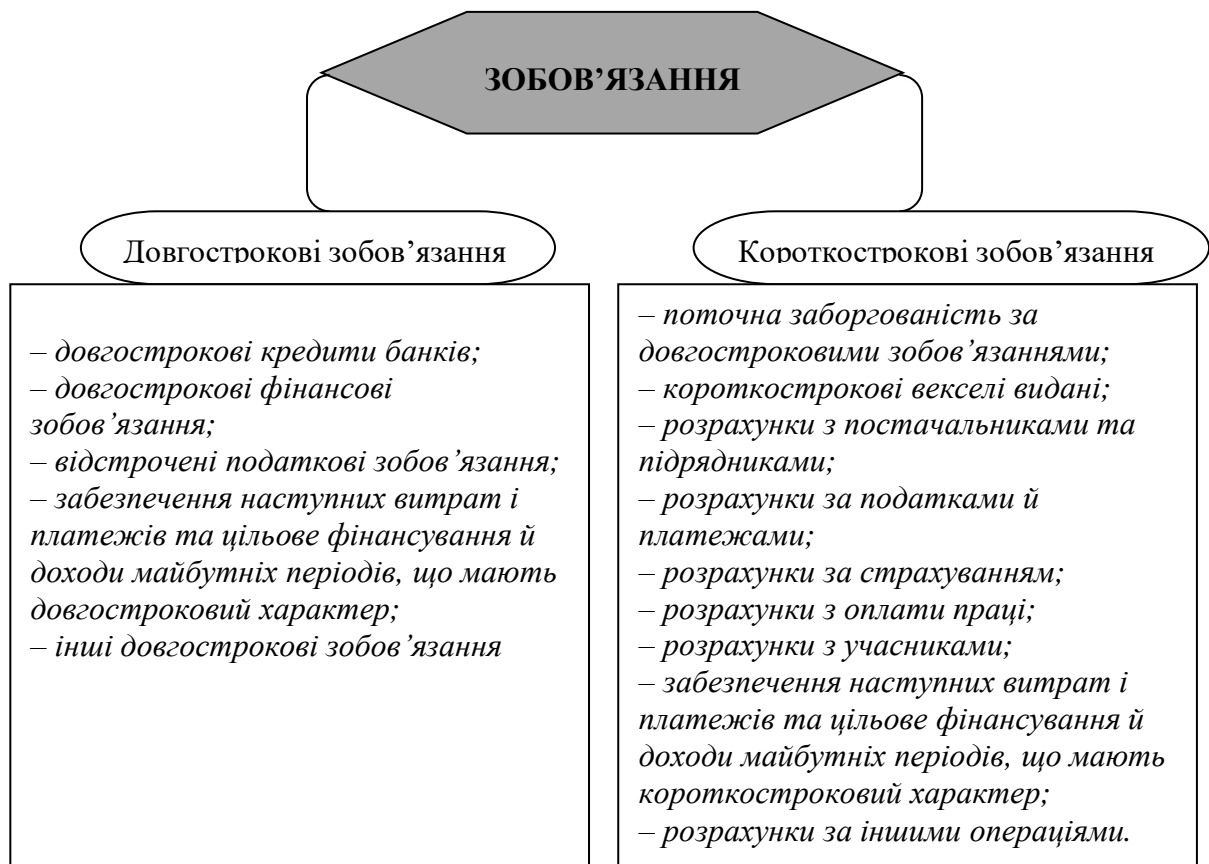 ЗОБОВ’ЯЗАННЯ
Довгострокові зобов’язання
– довгострокові кредити банків;
– довгострокові фінансові
зобов’язання;
– відстрочені податкові зобов’язання;
– забезпечення наступних витрат і
платежів та цільове фінансування й
доходи майбутніх періодів, що мають
довгостроковий характер;
– інші довгострокові зобов’язання
Короткострокові зобов’язання
– поточна заборгованість за
довгостроковими зобов’язаннями;
– короткострокові векселі видані;
– розрахунки з постачальниками та
підрядниками;
– розрахунки за податками й
платежами;
– розрахунки за страхуванням;
– розрахунки з оплати праці;
– розрахунки з учасниками;
– забезпечення наступних витрат і
платежів та цільове фінансування й
доходи майбутніх періодів, що мають
короткостроковий характер;
– розрахунки за іншими операціями.